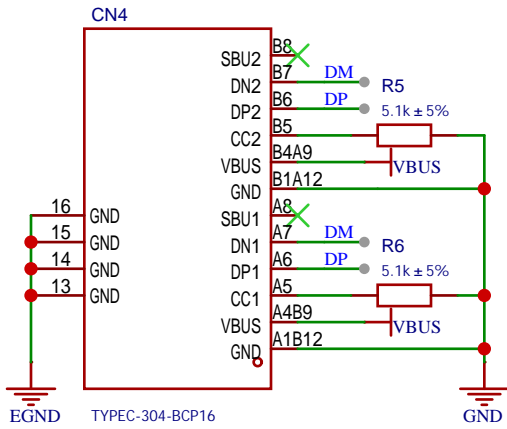 CN4
SBU2 B8
DN2 B7 DM
DP2 B6 DP
R5
5.1k±5%
CC2 B5
VBUS B4A9 VBUS
GND B1A12
16 GND
SBU1 A8
15 GND
DN1 A7 DM
14 GND
DP1 A6 DP
R6
5.1k±5%
13 GND
CC1 A5
VBUS A4B9 VBUS
GND A1B12
EGND
TYPEC-304-BCP16
GND